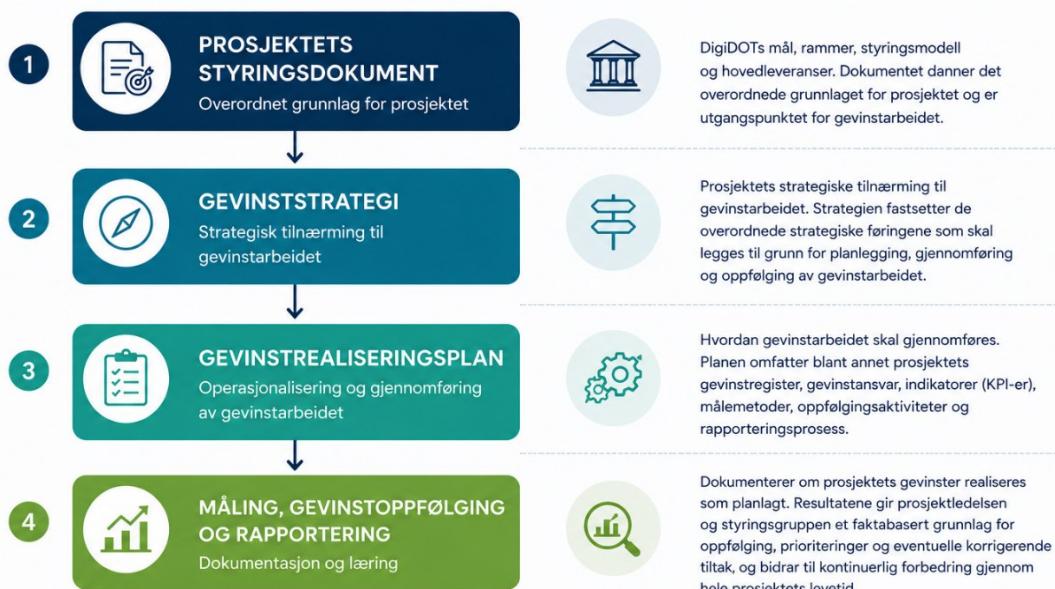 1
PROSJEKTETS
STYRINGSDOKUMENT
Overordnet grunnlag for prosjektet
DigiDOTs mål, rammer, styringsmodell
og hovedleveranser. Dokumentet danner det
overordnede grunnlaget for prosjektet og er
utgangspunktet for gevinstarbeidet.
2
GEVINSTSTRATEGI
Strategisk tilnærming til
gevinstarbeidet
Prosjektets strategiske tilnærming til
gevinstarbeidet. Strategien fastsetter de
overordnede strategiske føringene som skal
legges til grunn for planlegging, gjennomføring
og oppfølging av gevinstarbeidet.
3
GEVINSTREALISERINGSPLAN
Operasjonalisering og gjennomføring
av gevinstarbeidet
Hvordan gevinstarbeidet skal gjennomføres.
Planen omfatter blant annet prosjektets
gevinstregister, gevinstansvar, indikatorer (KPI-er),
målemetoder, oppfølgingsaktiviteter og
rapporteringsprosess.
4
MÅLING, GEVINSTOPPFØLGING
OG RAPPORTERING
Dokumentasjon og læring
Dokumenterer om prosjektets gevinster realiseres
som planlagt. Resultatene gir prosjektledelsen
og styringsgruppen et faktabasert grunnlag for
oppfølging, prioriteringer og eventuelle korrigerende
tiltak, og bidrar til kontinuerlig forbedring gjennom
hele prosjektets levetid.